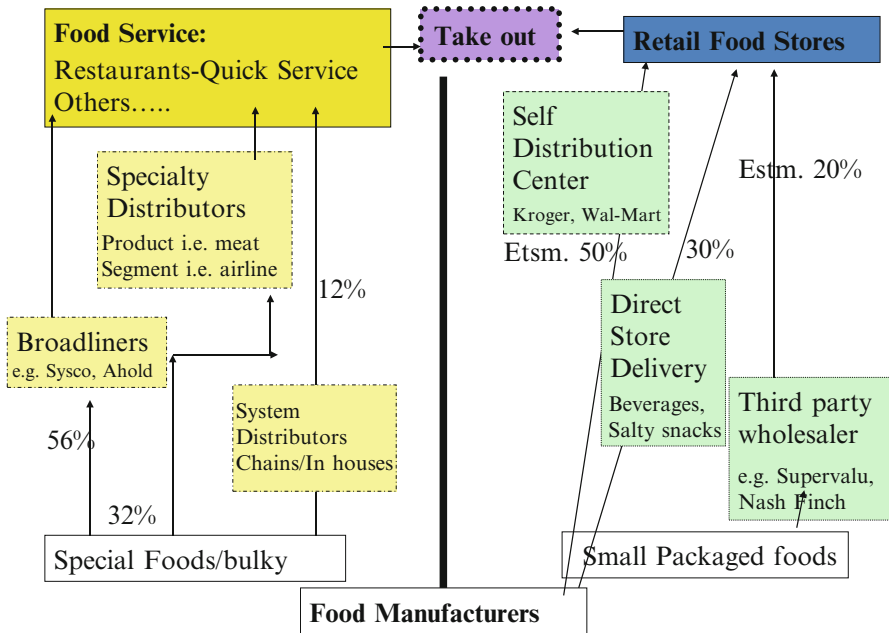 Food Service:
Restaurants-Quick Service
Others…..
Take out
Retail Food Stores
Self
Distribution
Center
Kroger, Wal-Mart
Estm. 20%
Specialty
Distributors
Product i.e. meat
Segment i.e. airline
Etsm. 50%
30%
12%
Direct
Store
Delivery
Beverages,
Salty snacks
Broadliners
e.g. Sysco, Ahold
System
Distributors
Chains/In houses
Third party
wholesaler
e.g. Supervalu,
Nash Finch
56%
32%
Special Foods/bulky
Small Packaged foods
Food Manufacturers